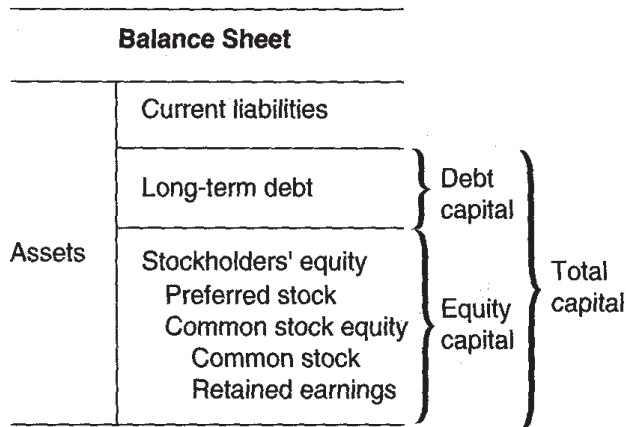 Balance Sheet
Current liabilities
Long-term debt
Debt
capital
Assets
Stockholders' equity
Preferred stock
Common stock equity
Common stock
Retained earnings
Equity
capital
Total
capital